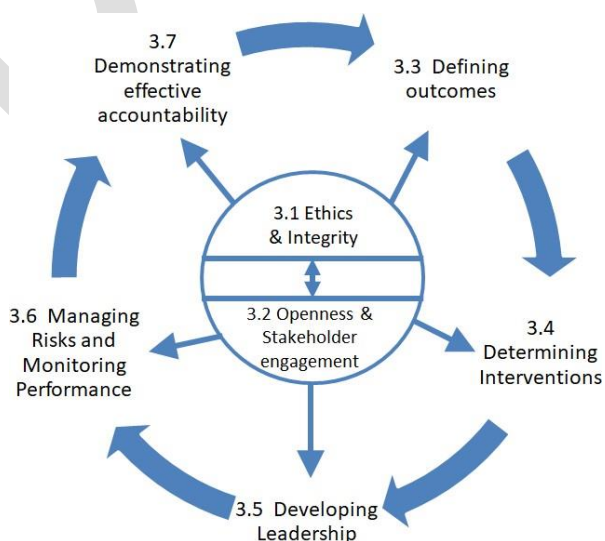 3.7
Demonstrating
effective
accountability
3.3 Defining
outcomes
3.1 Ethics
& Integrity
3.2 Openness &
Stakeholder
engagement
3.4
Determining
Interventions
3.6 Managing
Risks and
Monitoring
Performance
3.5 Developing
Leadership